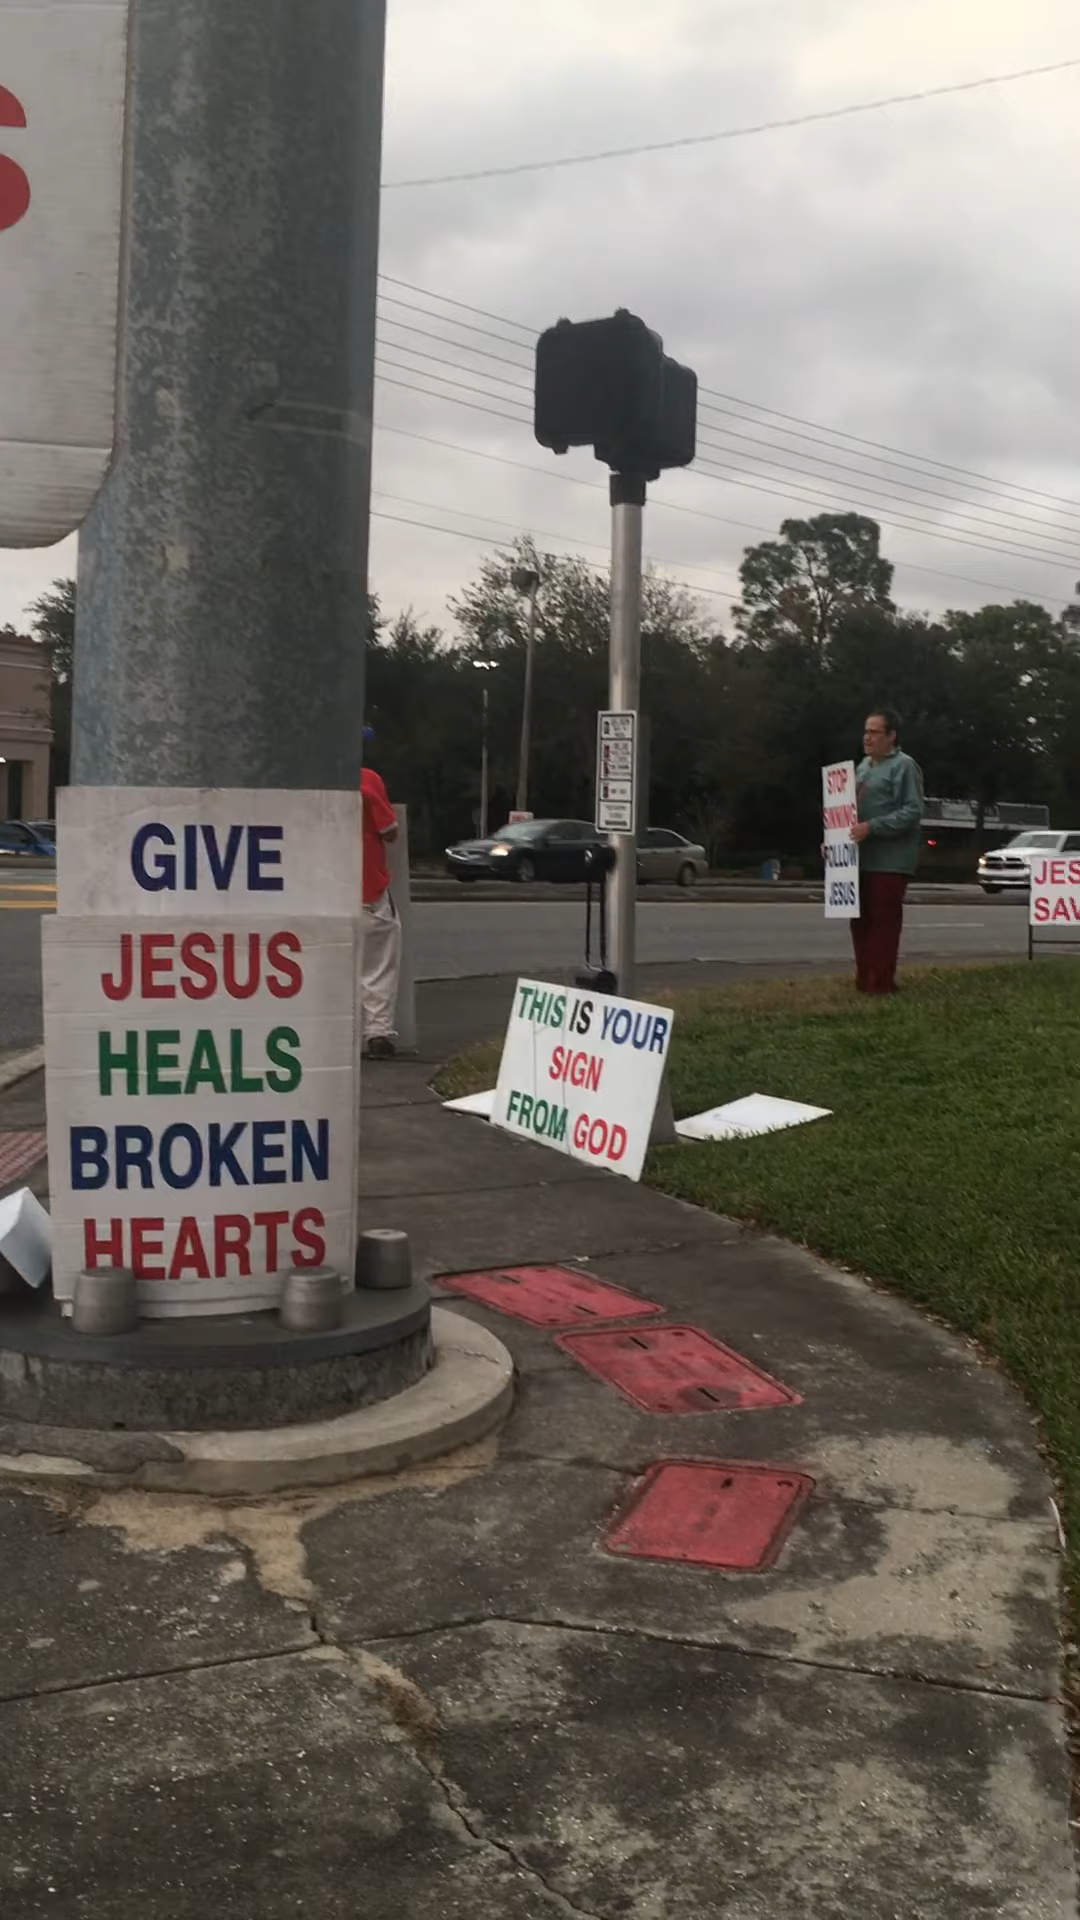 S
GIVE
JESUS
HEALS
BROKEN
HEARTS
THIS IS YOUR
SIGN
FROM GOD
STOP
SINNING
FOLLOW
JESUS
JES
SAV